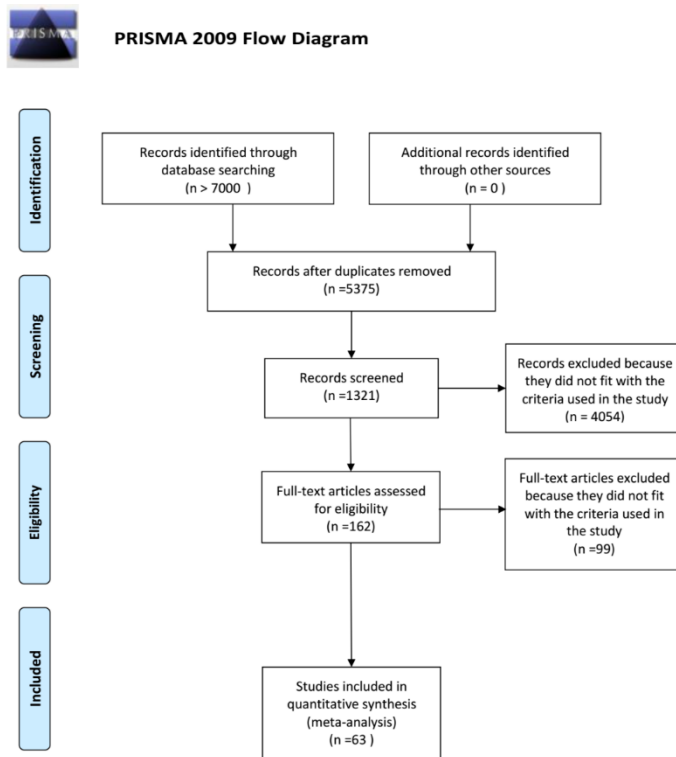 PRISMA
PRISMA 2009 Flow Diagram
Identification
Records identified through
database searching
(n > 7000 )
Additional records identified
through other sources
(n = 0 )
Records after duplicates removed
(n =5375)
Screening
Records screened
(n =1321)
Records excluded because
they did not fit with the
criteria used in the study
(n = 4054)
Eligibility
Full-text articles assessed
for eligibility
(n =162)
Full-text articles excluded
because they did not fit
with the criteria used in
the study
(n =99)
Included
Studies included in
quantitative synthesis
(meta-analysis)
(n =63 )